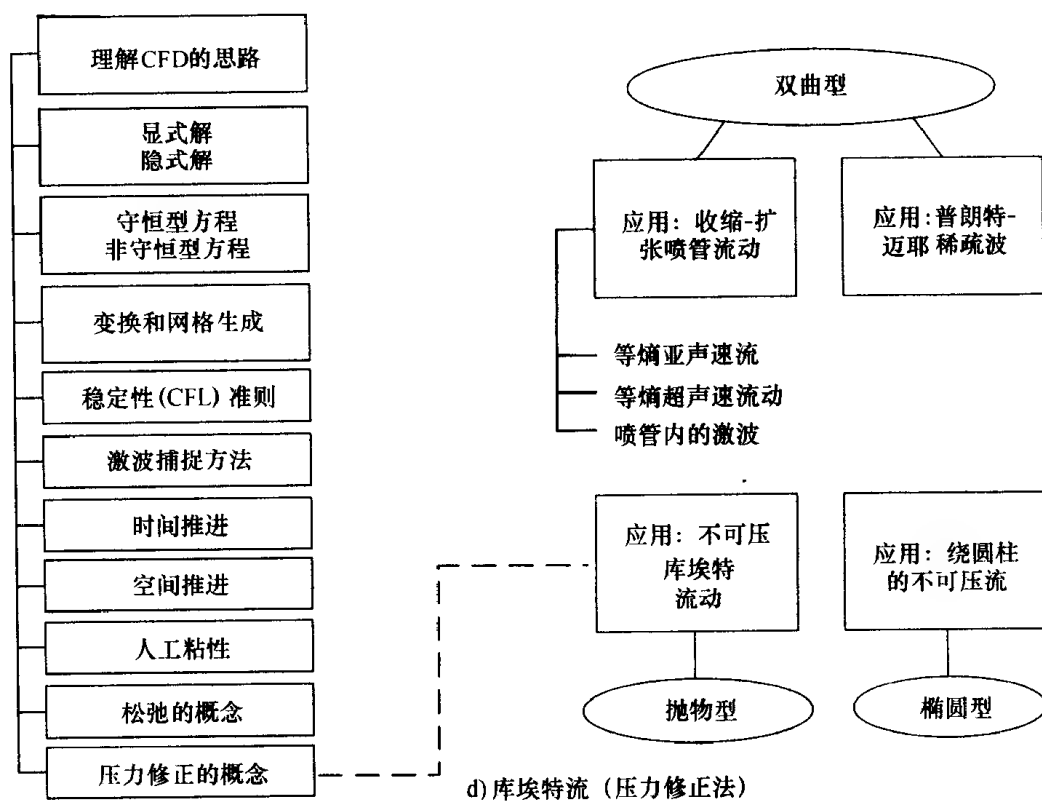 理解CFD的思路
显式解
隐式解
守恒型方程
非守恒型方程
变换和网格生成
稳定性(CFL) 准则
激波捕捉方法
时间推进
空间推进
人工粘性
松弛的概念
压力修正的概念
双曲型
应用：收缩-扩
张喷管流动
应用:普朗特-
迈耶 稀疏波
等熵亚声速流
等熵超声速流动
喷管内的激波
应用：不可压
库埃特
流动
应用：绕圆柱
的不可压流
抛物型
椭圆型
d) 库埃特流（压力修正法）